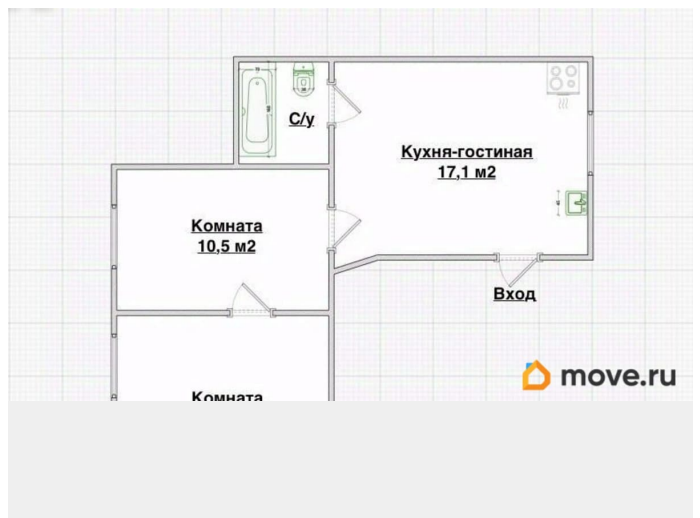 С/у
Кухня-гостиная
17,1 м2
Комната
10,5 м2
Вход
move.ru
Комната